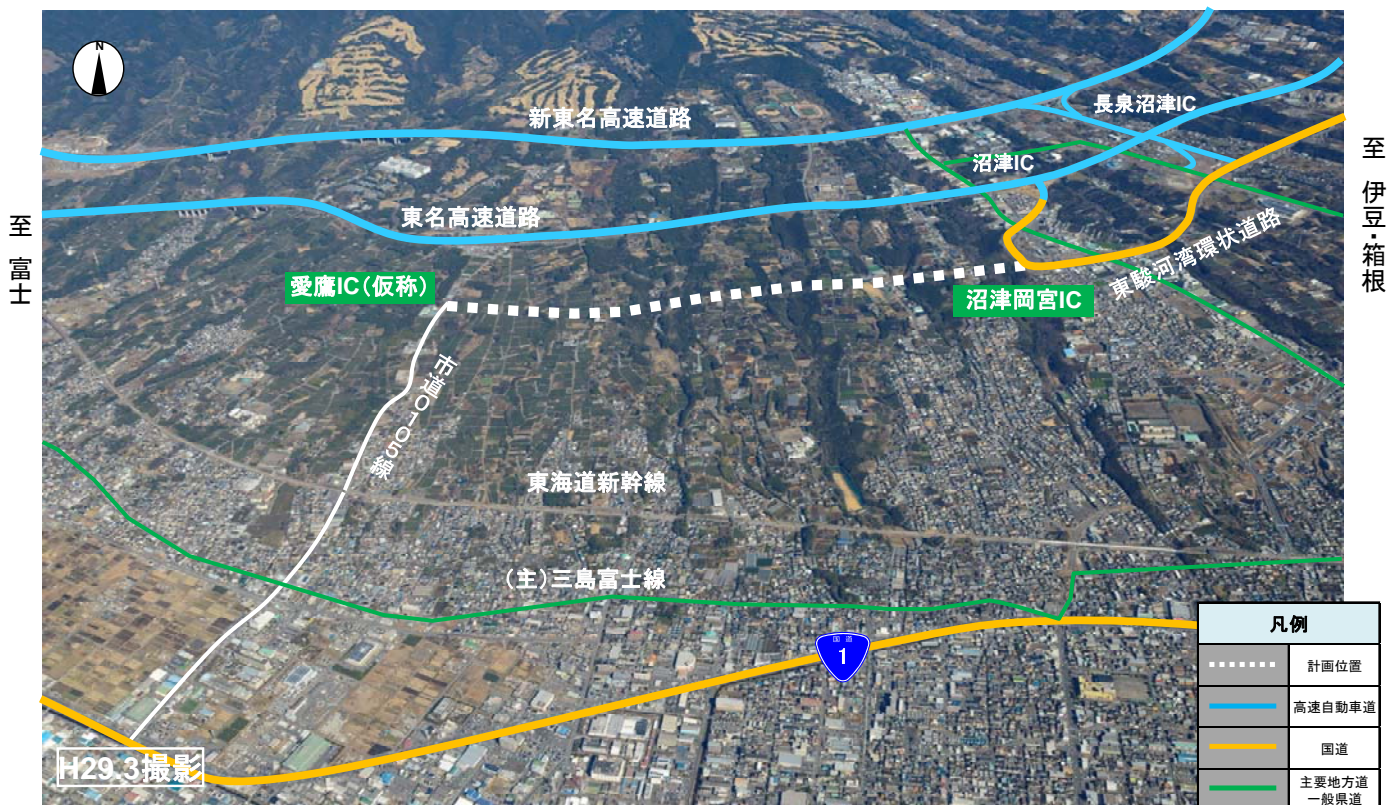 N
新東名高速道路
長泉沼津IC
沼津IC
東名高速道路
至 富士
至 伊豆・箱根
東駿河湾環状道路
愛鷹IC(仮称)
沼津岡宮IC
市道0105線
東海道新幹線
(主)三島富士線
国道
1
H29.3撮影
凡例
計画位置
高速自動車道
国道
主要地方道
一般県道